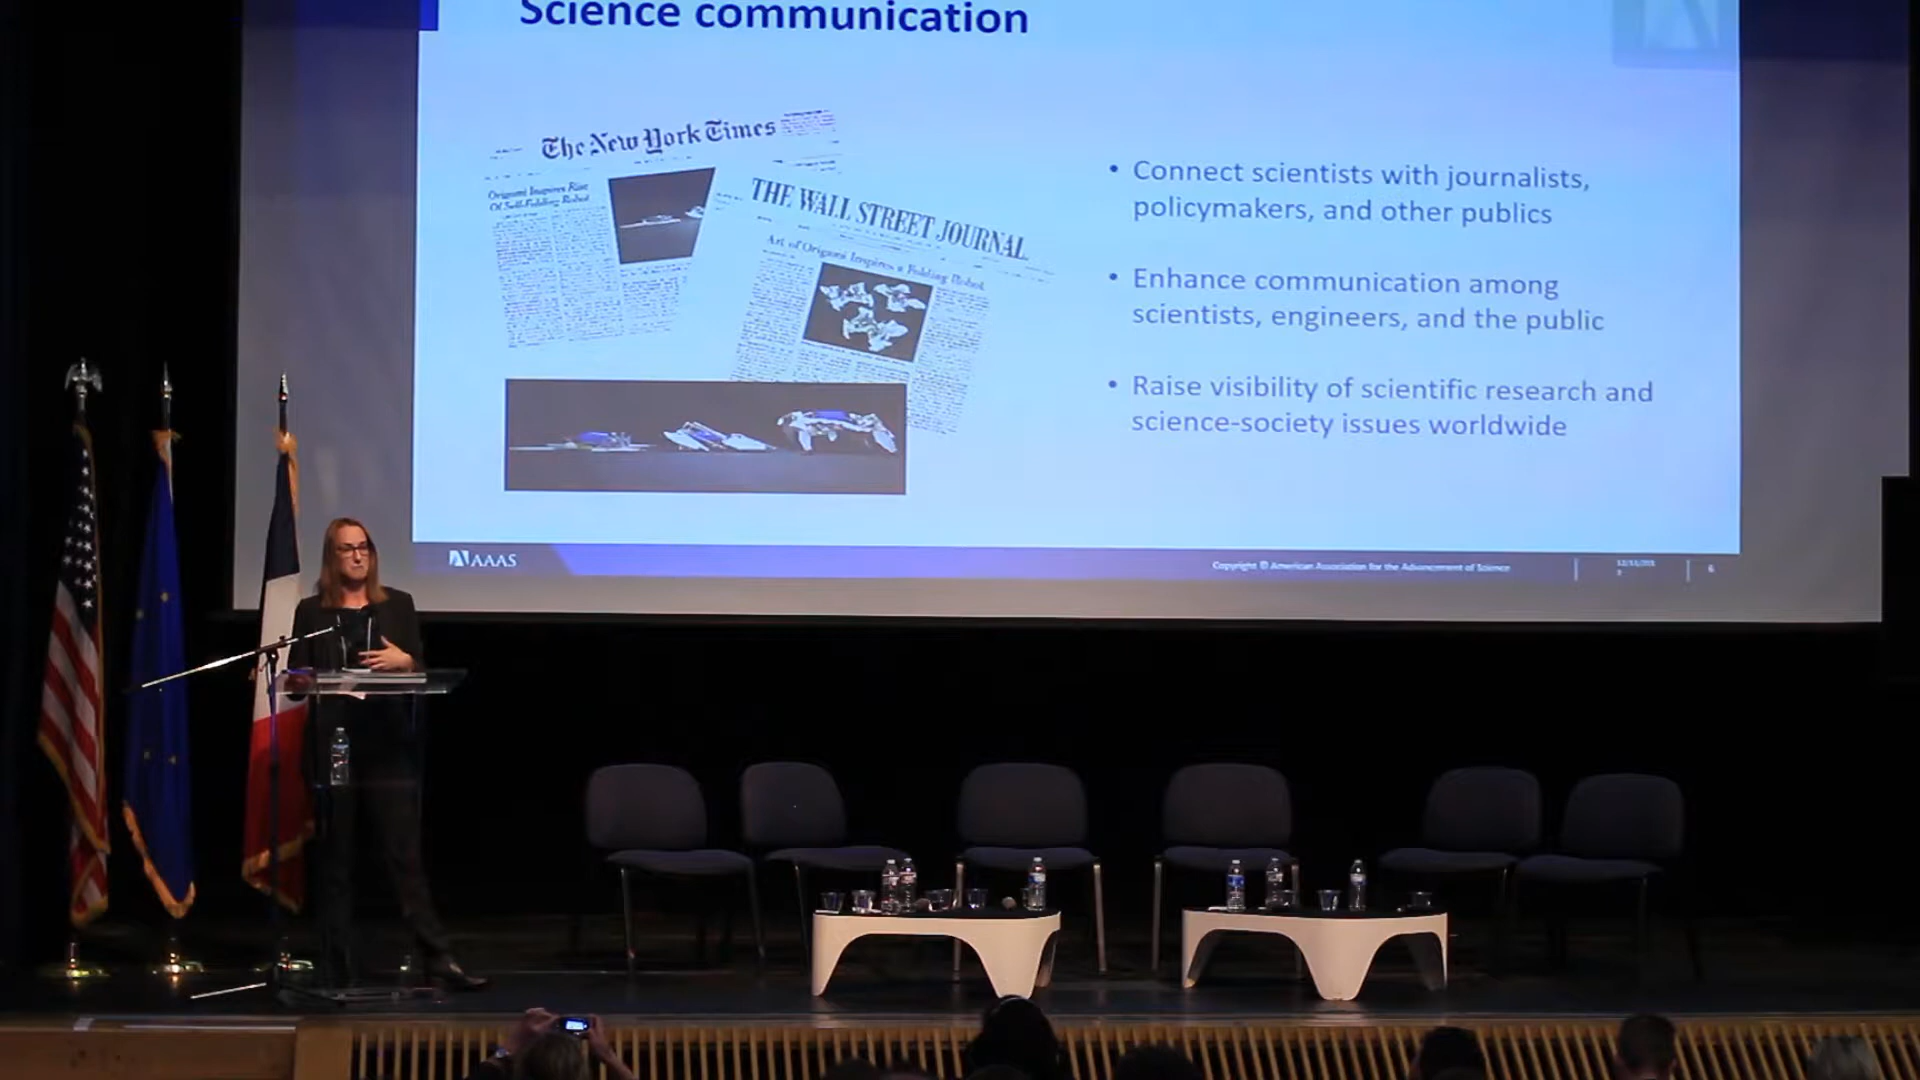 Science communication
The New York Times
Origami Inspires Rise
Of Self-Folding Robot
THE WALL STREET JOURNAL.
Art of Origami Inspires a Folding Robot
• Connect scientists with journalists,
policymakers, and other publics
• Enhance communication among
scientists, engineers, and the public
• Raise visibility of scientific research and
science-society issues worldwide
AAAS
Copyright © American Association for the Advancement of Science
6